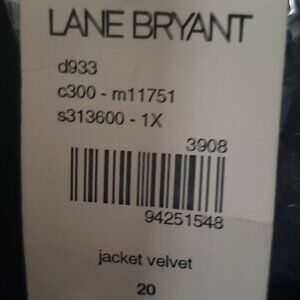 LANE BRYANT
d933
c300 - m11751
s313600 - 1X
3908
94251548
jacket velvet
20